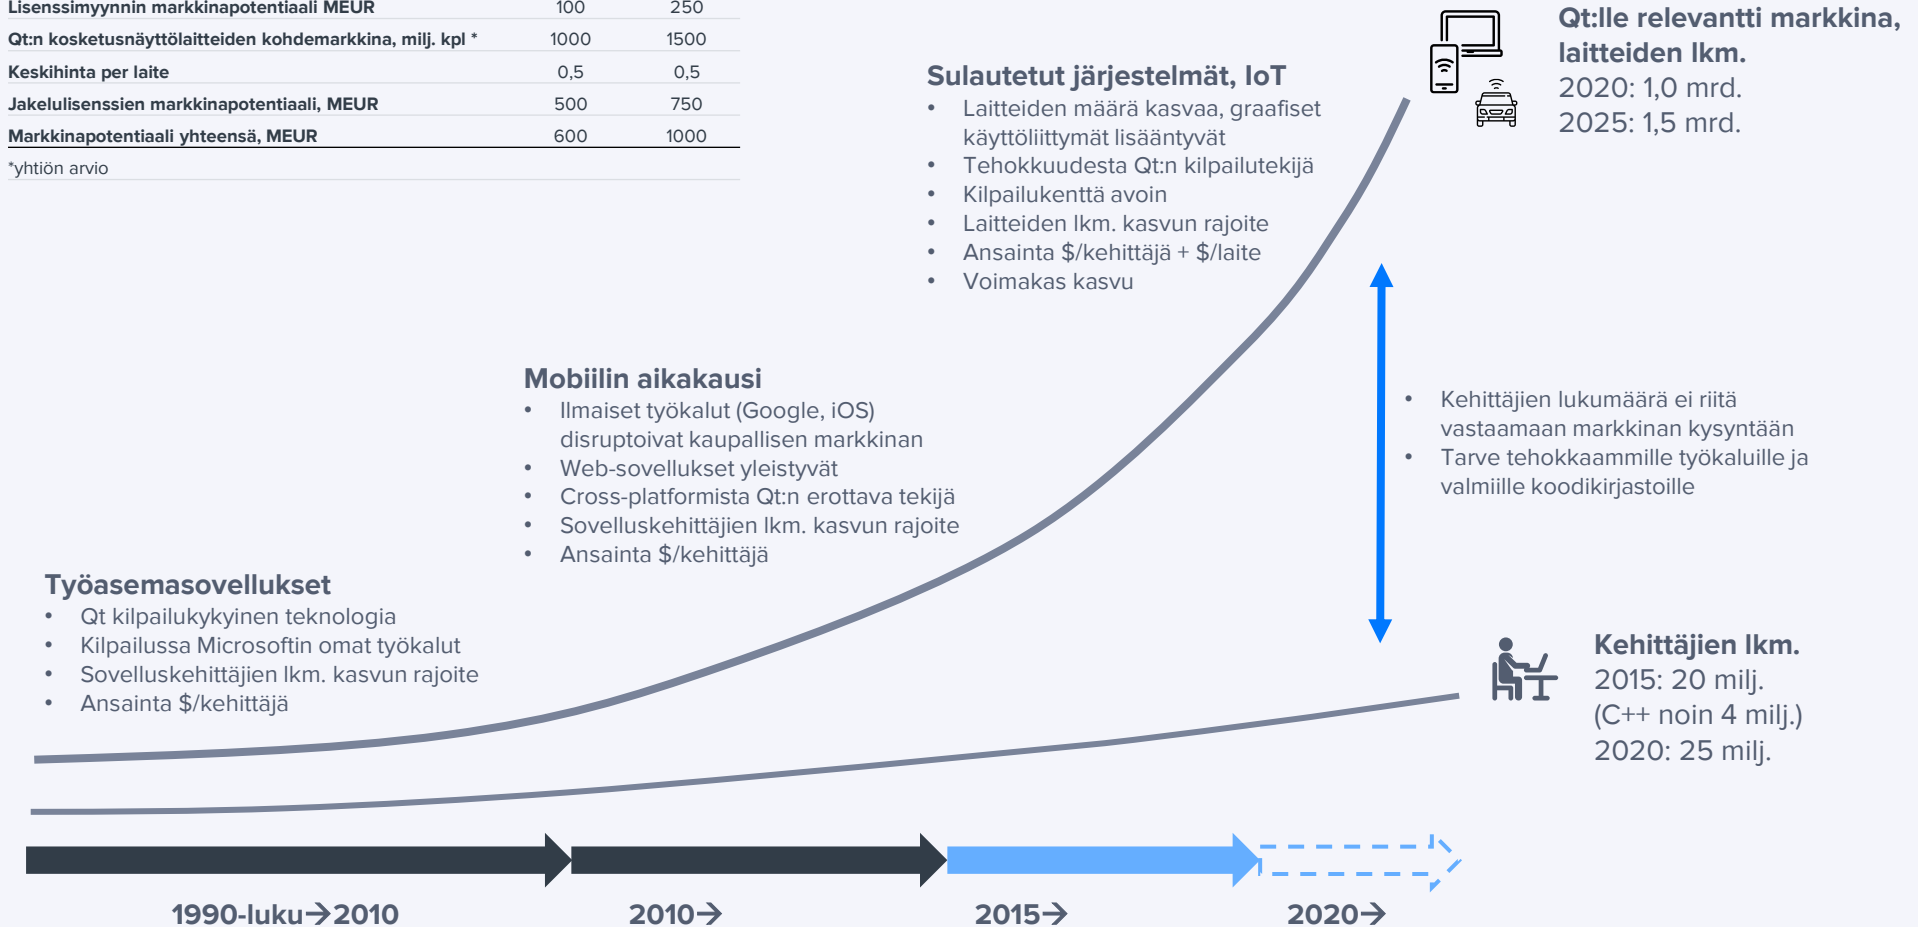 Lisenssimyynnin markkinapotentiaali MEUR 100 250
Qt:n kosketusnäyttölaitteiden kohdemarkkina, milj. kpl * 1000 1500
Keskihinta per laite 0,5 0,5
Jakelulisenssien markkinapotentiaali, MEUR 500 750
Markkinapotentiaali yhteensä, MEUR 600 1000
*yhtiön arvio
Qt:lle relevantti markkina,
laitteiden lkm.
2020: 1,0 mrd.
2025: 1,5 mrd.
Sulautetut järjestelmät, IoT
• Laitteiden määrä kasvaa, graafiset
käyttöliittymät lisääntyvät
• Tehokkuudesta Qt:n kilpailutekijä
• Kilpailukenttä avoin
• Laitteiden lkm. kasvun rajoite
• Ansainta $/kehittäjä + $/laite
• Voimakas kasvu
Mobiilin aikakausi
• Ilmaiset työkalut (Google, iOS)
disruptoivat kaupallisen markkinan
• Web-sovellukset yleistyvät
• Cross-platformista Qt:n erottava tekijä
• Sovelluskehittäjien lkm. kasvun rajoite
• Ansainta $/kehittäjä
• Kehittäjien lukumäärä ei riitä
vastaamaan markkinan kysyntään
• Tarve tehokkaammille työkaluille ja
valmiille koodikirjastoille
Työasemasovellukset
• Qt kilpailukykyinen teknologia
• Kilpailussa Microsoftin omat työkalut
• Sovelluskehittäjien lkm. kasvun rajoite
• Ansainta $/kehittäjä
Kehittäjien lkm.
2015: 20 milj.
(C++ noin 4 milj.)
2020: 25 milj.
1990-luku→2010 2010→ 2015→ 2020→